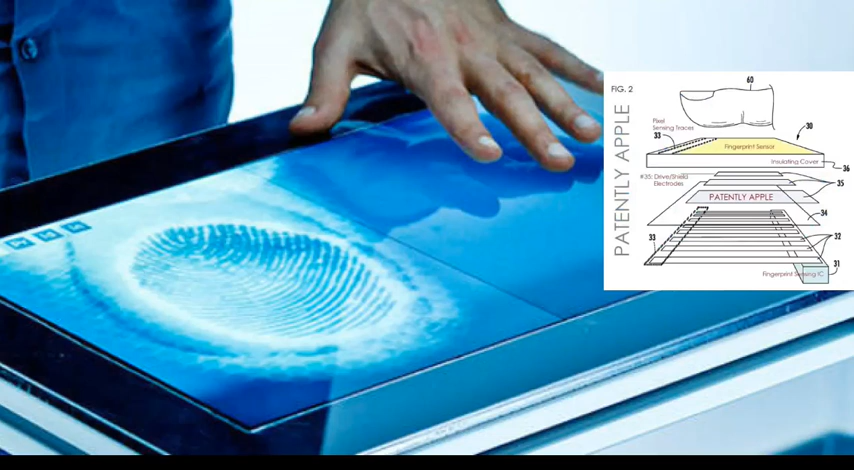 FIG. 2
60
Pixel
Sensing Traces
33
30
Fingerprint Sensor
Insulating Cover
36
#35: Drive/Shield
Electrodes
35
PATENTLY APPLE
34
32
33
31
Fingerprint Sensing IC
PATENTLY APPLE